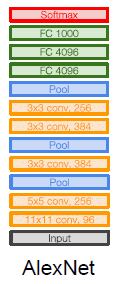 Softmax
FC 1000
FC 4096
FC 4096
Pool
3x3 conv, 256
3x3 conv, 384
Pool
3x3 conv, 384
Pool
5x5 conv, 256
11x11 conv, 96
Input
AlexNet